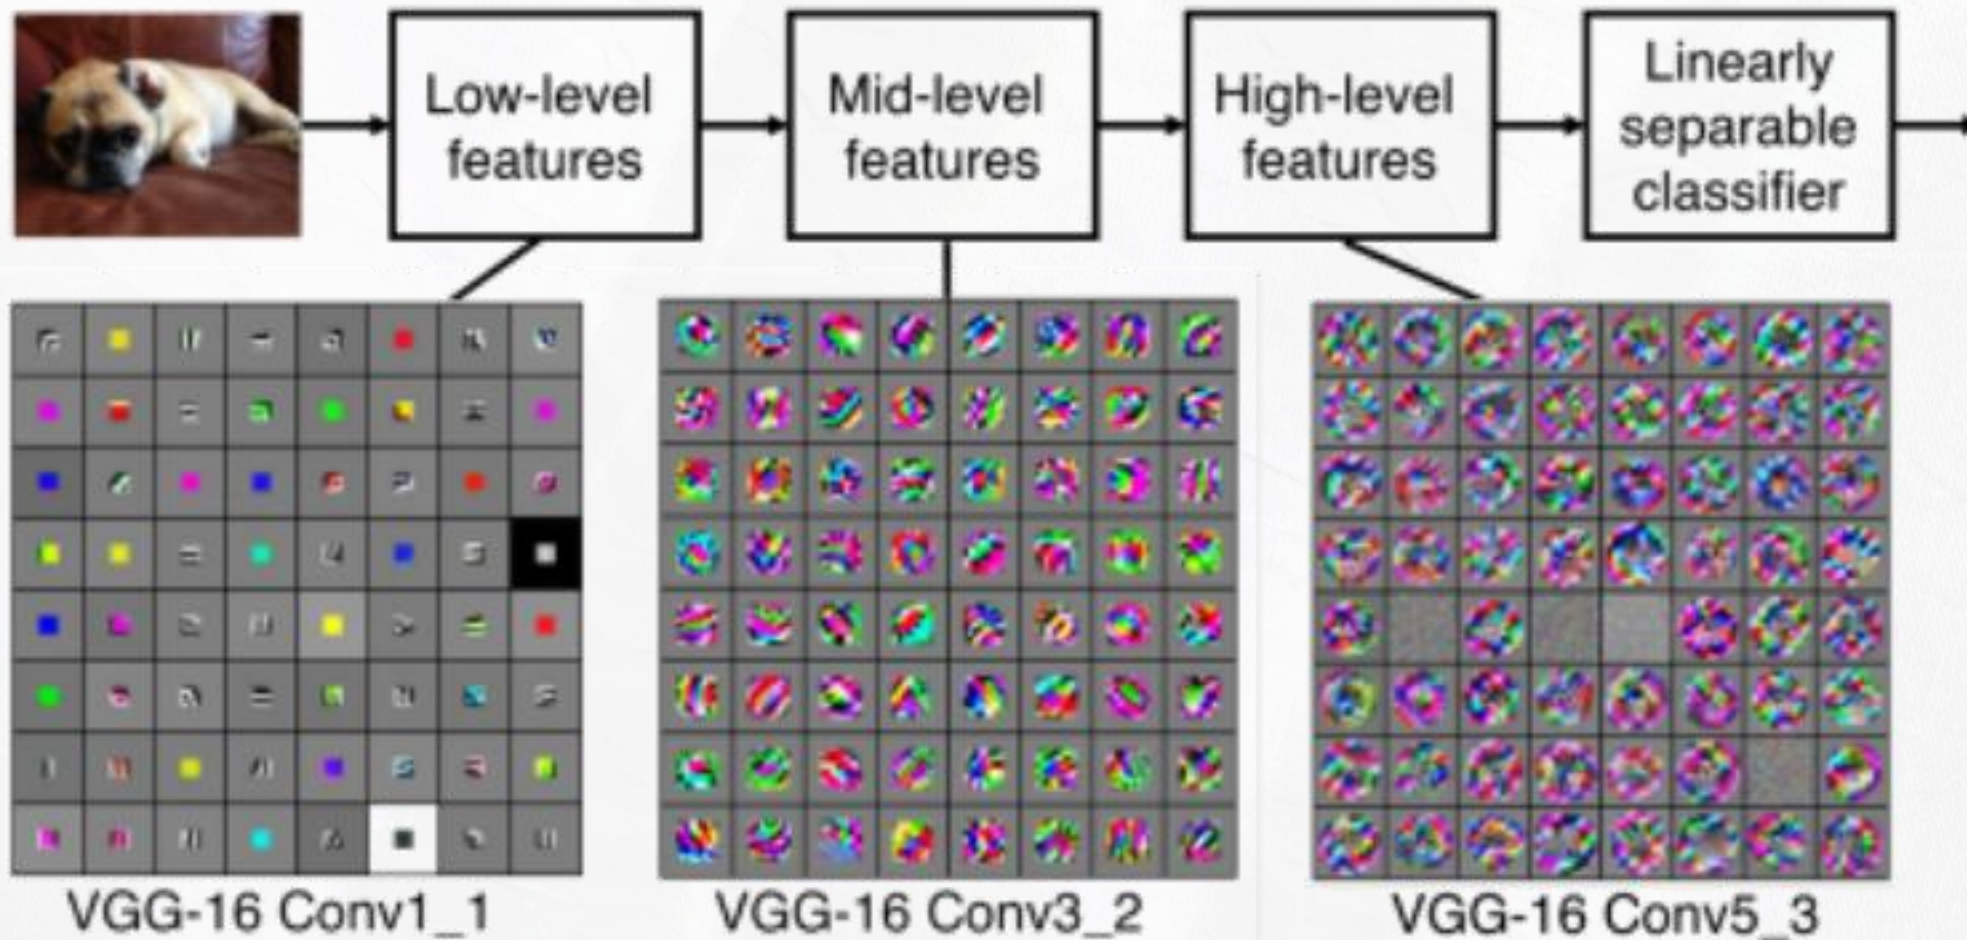 Low-level
features
Mid-level
features
High-level
features
Linearly
separable
classifier
VGG-16 Conv1_1
VGG-16 Conv3_2
VGG-16 Conv5_3